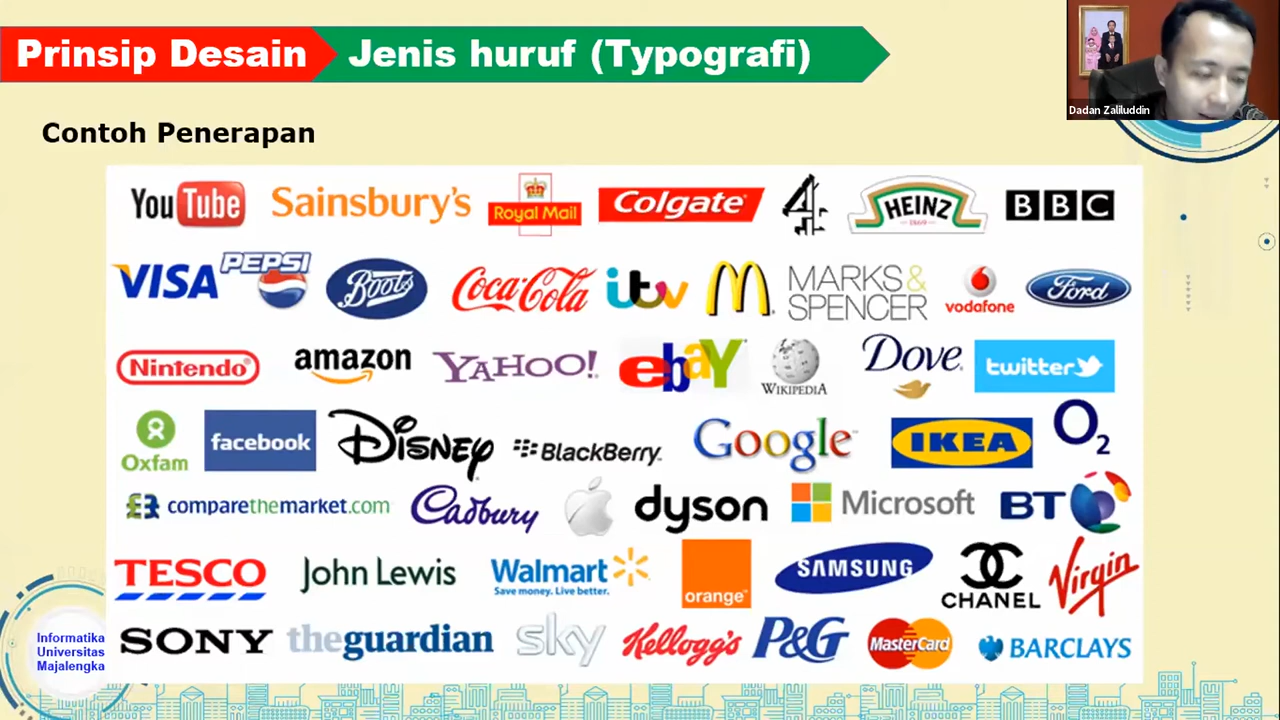 Prinsip Desain
Jenis huruf (Typografi)
Dadan Zaliluddin
Contoh Penerapan
YouTube
Sainsbury's
Royal Mail
Colgate
4
HEINZ
1869
BBC
VISA
PEPSI
Boots
Coca-Cola
itv
M
MARKS&
SPENCER
vodafone
Ford
Nintendo
amazon
YAHOO!
ebaY
WIKIPEDIA
Dove
twitter
Oxfam
facebook
Disney
BlackBerry
Google
IKEA
O2
comparethemarket.com
Cadbury
dyson
Microsoft
BT
TESCO
John Lewis
Walmart
Save money. Live better.
orange
SAMSUNG
CHANEL
Virgin
SONY
theguardian
sky
Kellogg's
P&G
MasterCard
BARCLAYS
Informatika
Universitas
Majalengka